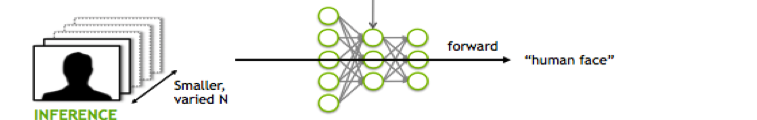 forward
"human face"
Smaller,
varied N
INFERENCE